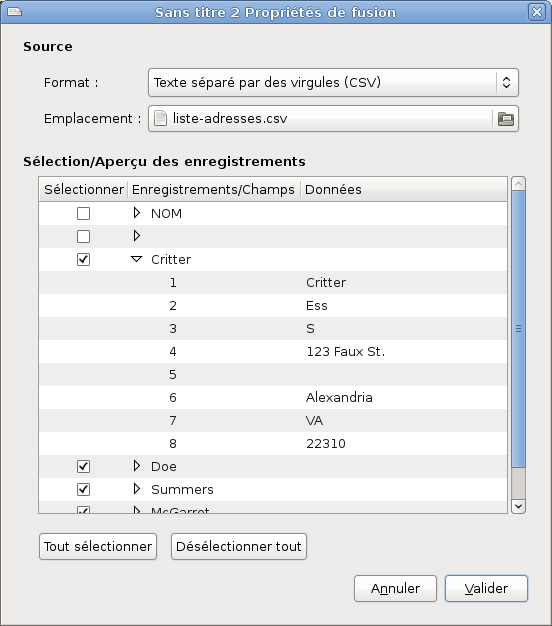 Sans titre 2 Propriétés de fusion
Source
Format : Texte séparé par des virgules (CSV)
Emplacement : liste-adresses.csv
Sélection/Aperçu des enregistrements
Sélectionner Enregistrements/Champs Données
NOM
Critter
1 Critter
2 Ess
3 S
4 123 Faux St.
5
6 Alexandria
7 VA
8 22310
Doe
Summers
McGarret
Tout sélectionner Désélectionner tout
Annuler Valider